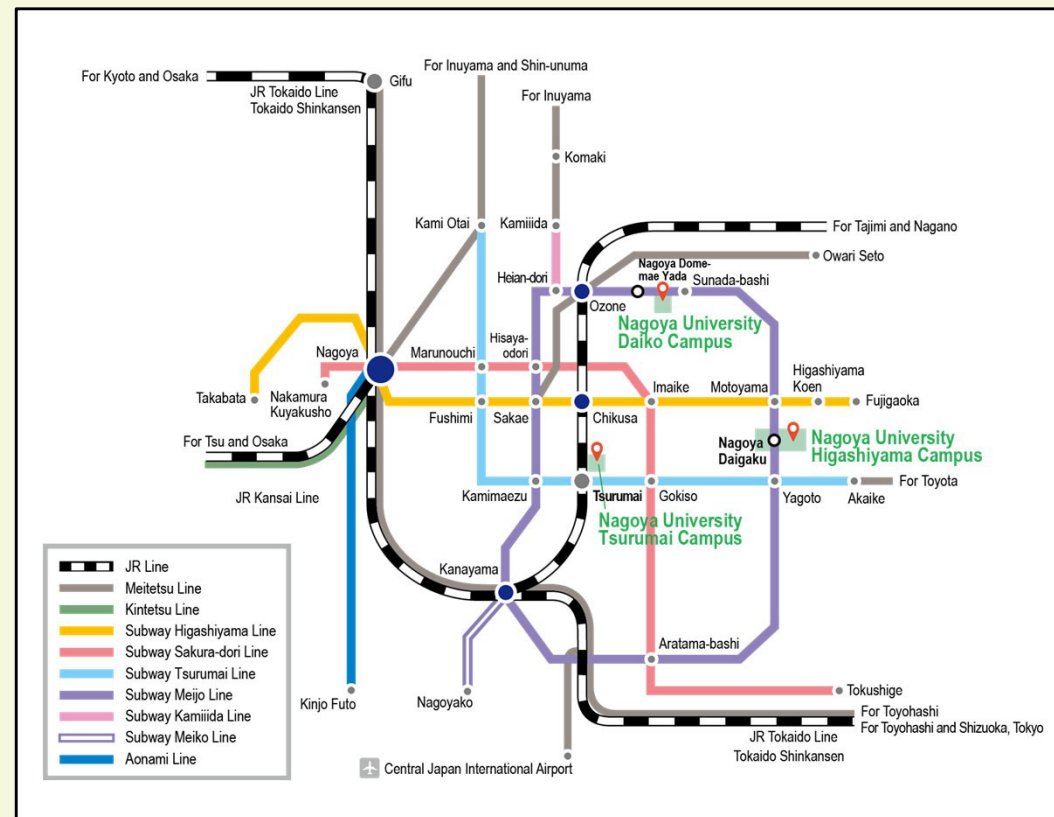 For Kyoto and Osaka
JR Tokaido Line
Tokaido Shinkansen
Gifu
For Inuyama and Shin-unuma
For Inuyama
Komaki
Kami Otai
Kamiiida
For Tajimi and Nagano
Owari Seto
Heian-dori
Nagoya Dome-
mae Yada
Sunada-bashi
Ozone
Nagoya University
Daiko Campus
Nagoya
Marunouchi
Hisaya-
odori
Takabata
Nakamura
Kuyakusho
Fushimi
Sakae
Chikusa
Imaike
Motoyama
Higashiyama
Koen
Fujigaoka
For Tsu and Osaka
JR Kansai Line
Nagoya
Daigaku
Nagoya University
Higashiyama Campus
Kamimaezu
Tsurumai
Gokiso
Yagoto
Akaike
For Toyota
Nagoya University
Tsurumai Campus
Kanayama
Aratama-bashi
Kinjo Futo
Nagoyako
Tokushige
For Toyohashi
For Toyohashi and Shizuoka, Tokyo
JR Tokaido Line
Tokaido Shinkansen
Central Japan International Airport
JR Line
Meitetsu Line
Kintetsu Line
Subway Higashiyama Line
Subway Sakura-dori Line
Subway Tsurumai Line
Subway Meijo Line
Subway Kamiiida Line
Subway Meiko Line
Aonami Line